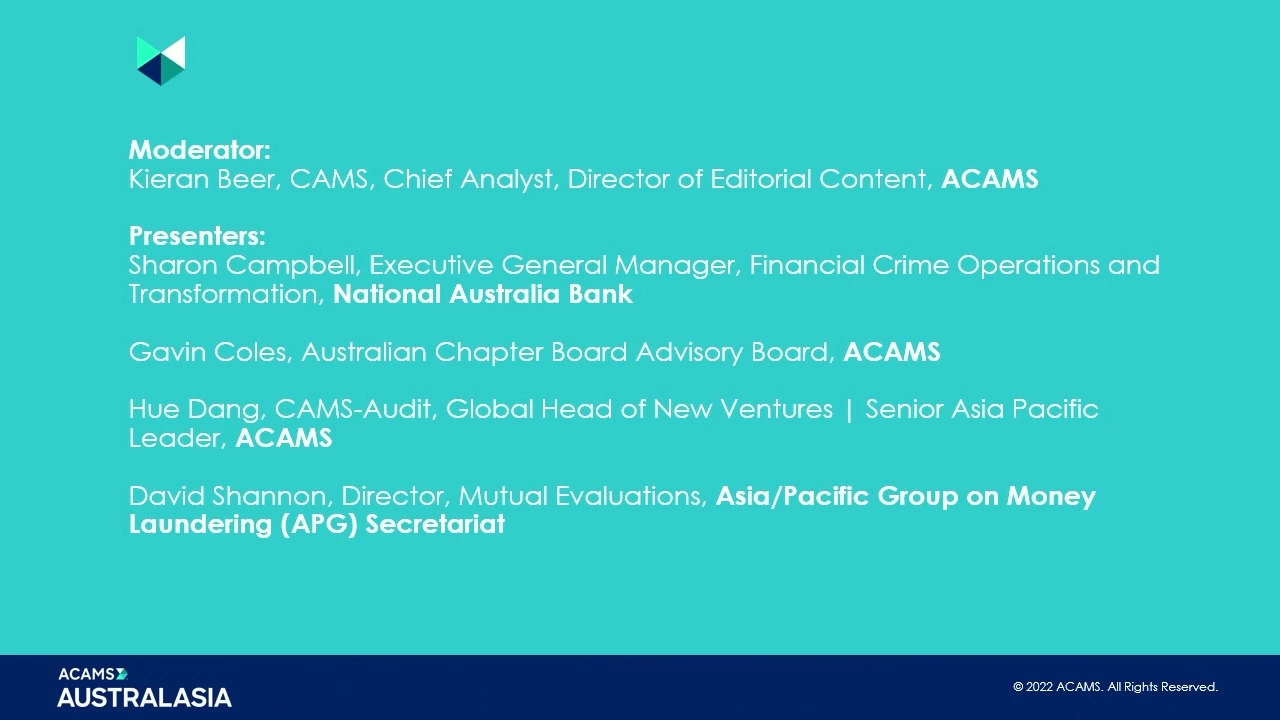 Moderator:
Kieran Beer, CAMS, Chief Analyst, Director of Editorial Content, ACAMS
Presenters:
Sharon Campbell, Executive General Manager, Financial Crime Operations and
Transformation, National Australia Bank
Gavin Coles, Australian Chapter Board Advisory Board, ACAMS
Hue Dang, CAMS-Audit, Global Head of New Ventures | Senior Asia Pacific
Leader, ACAMS
David Shannon, Director, Mutual Evaluations, Asia/Pacific Group on Money
Laundering (APG) Secretariat
ACAMS
AUSTRALASIA
© 2022 ACAMS. All Rights Reserved.